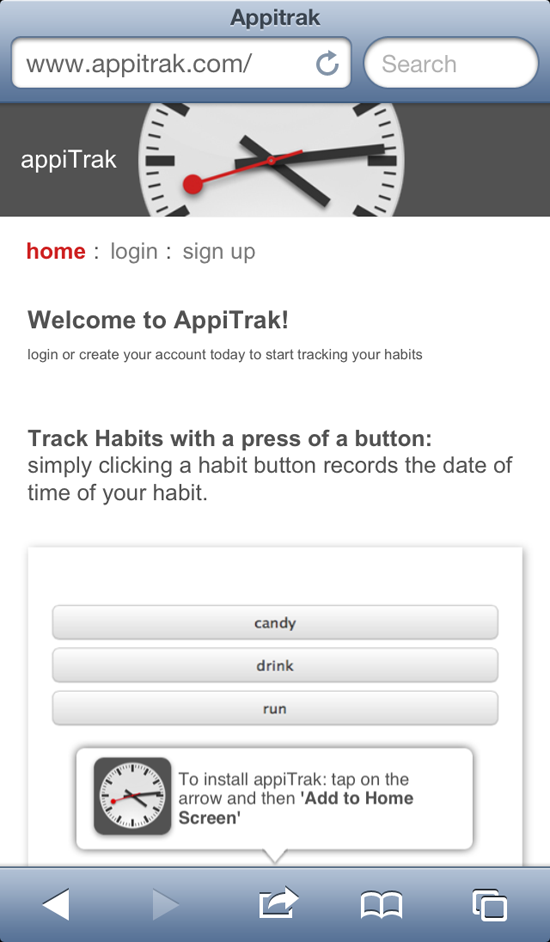 Appitrak
www.appitrak.com/
Search
appiTrak
home : login : sign up
Welcome to AppiTrak!
login or create your account today to start tracking your habits
Track Habits with a press of a button:
simply clicking a habit button records the date of
time of your habit.
candy
drink
run
To install appiTrak: tap on the
arrow and then 'Add to Home
Screen'